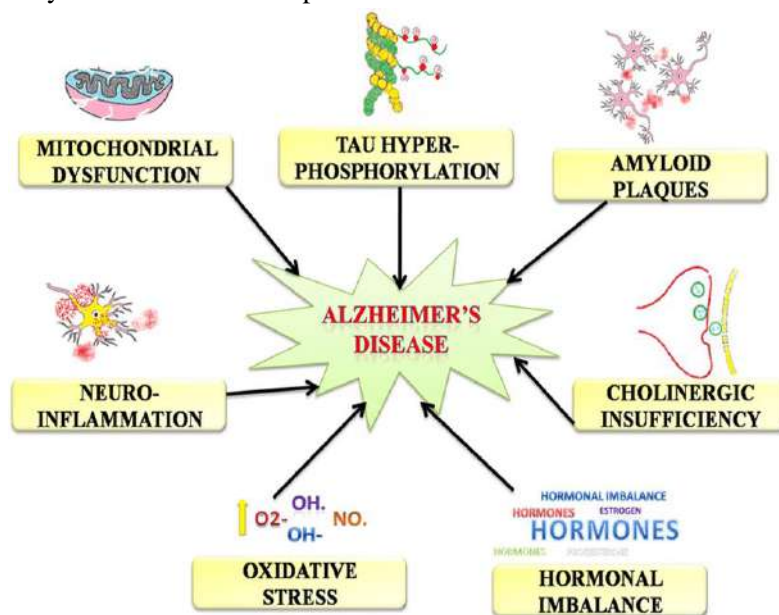 MITOCHONDRIAL
DYSFUNCTION
TAU HYPER-
PHOSPHORYLATION
AMYLOID
PLAQUES
ALZHEIMER'S
DISEASE
NEURO-
INFLAMMATION
CHOLINERGIC
INSUFFICIENCY
OH.
O2- NO.
OH-
OXIDATIVE
STRESS
HORMONAL IMBALANCE
HORMONES ESTROGEN
HORMONES
HORMONES
HORMONAL
IMBALANCE